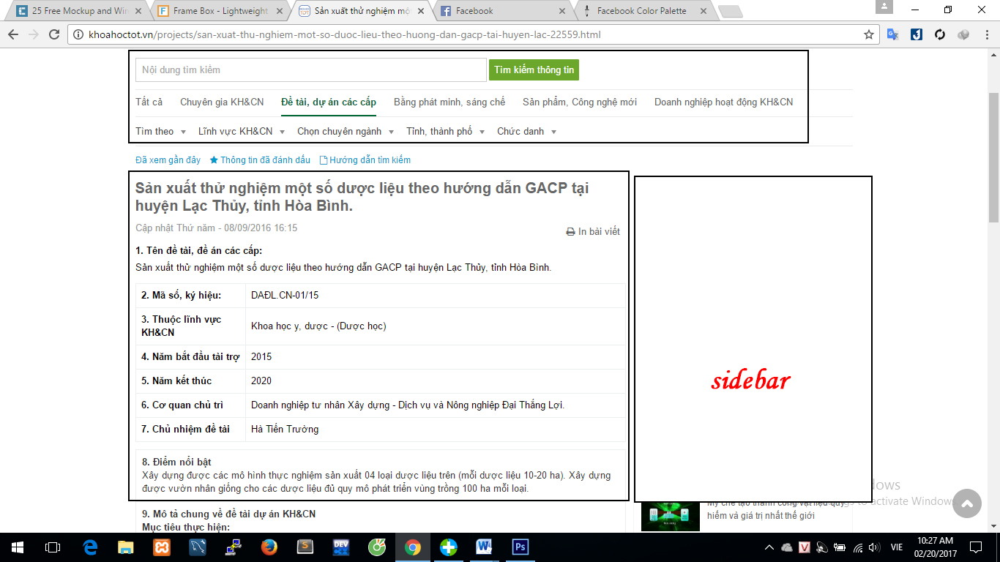 25 Free Mockup and Wir
Frame Box - Lightweight
Sản xuất thử nghiệm mộ
Facebook
Facebook Color Palette
khoahoctot.vn/projects/san-xuat-thu-nghiem-mot-so-duoc-lieu-theo-huong-dan-gacp-tai-huyen-lac-22559.html
Nội dung tìm kiếm
Tìm kiếm thông tin
Tất cả Chuyên gia KH&CN Đề tài, dự án các cấp Bằng phát minh, sáng chế Sản phẩm, Công nghệ mới Doanh nghiệp hoạt động KH&CN
Tìm theo Lĩnh vực KH&CN Chọn chuyên ngành Tỉnh, thành phố Chức danh
Đã xem gần đây Thông tin đã đánh dấu Hướng dẫn tìm kiếm
Sản xuất thử nghiệm một số dược liệu theo hướng dẫn GACP tại
huyện Lạc Thủy, tỉnh Hòa Bình.
Cập nhật Thứ năm - 08/09/2016 16:15
In bài viết
1. Tên đề tài, đề án các cấp:
Sản xuất thử nghiệm một số dược liệu theo hướng dẫn GACP tại huyện Lạc Thủy, tỉnh Hòa Bình.
2. Mã số, ký hiệu: DAĐL.CN-01/15
3. Thuộc lĩnh vực
KH&CN
Khoa học y, dược - (Dược học)
4. Năm bắt đầu tài trợ 2015
5. Năm kết thúc 2020
6. Cơ quan chủ trì Doanh nghiệp tư nhân Xây dựng - Dịch vụ và Nông nghiệp Đại Thắng Lợi.
7. Chủ nhiệm đề tài Hà Tiến Trường
8. Điểm nổi bật
Xây dựng được các mô hình thực nghiệm sản xuất 04 loại dược liệu trên (mỗi dược liệu 10-20 ha). Xây dựng
được vườn nhân giống cho các dược liệu đủ quy mô phát triển vùng trồng 100 ha mỗi loại.
9. Mô tả chung về đề tài dự án KH&CN
Mục tiêu thực hiện:
sidebar
dows
Mỹ chế tạo thành công vật liệu quý
hiếm và giá trị nhất thế giới
to activate Windows
VIE
10:27 AM
02/20/2017